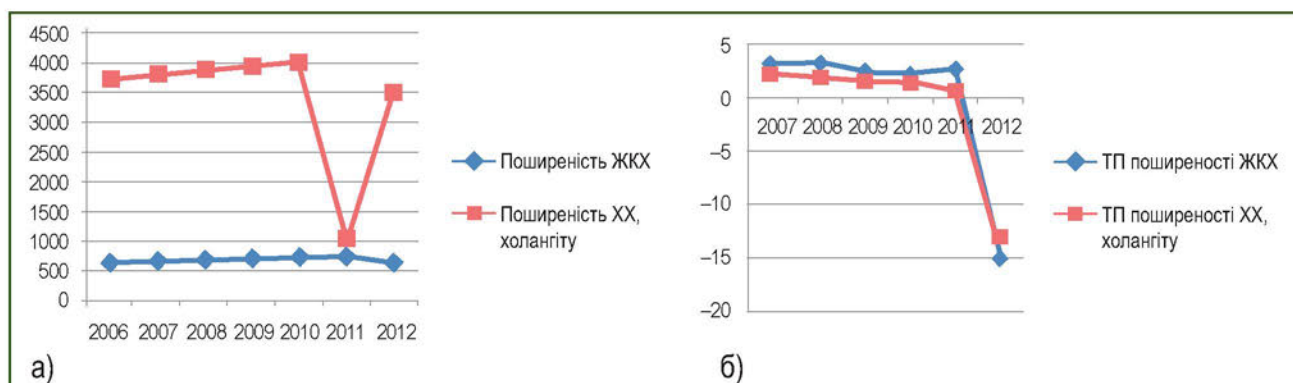 4500
4000
3500
3000
2500
2000
1500
1000
500
0
2006 2007 2008 2009 2010 2011 2012
Поширеність ЖКХ
Поширеність ХХ,
холангіту
а)
5
0
–5
–10
–15
–20
2007 2008 2009 2010 2011 2012
ТП поширеності ЖКХ
ТП поширеності ХХ,
холангіту
б)